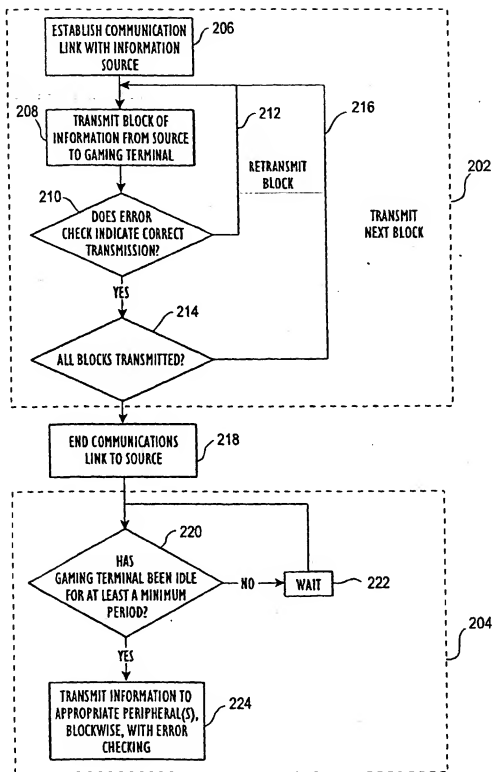 ESTABLISH COMMUNICATION
LINK WITH INFORMATION
SOURCE
206
208
TRANSMIT BLOCK OF
INFORMATION FROM SOURCE
TO GAMING TERMINAL
212
216
RETRANSMIT
BLOCK
202
210
DOES ERROR
CHECK INDICATE CORRECT
TRANSMISSION?
TRANSMIT
NEXT BLOCK
YES
214
ALL BLOCKS TRANSMITTED?
END COMMUNICATIONS
LINK TO SOURCE
218
220
HAS
GAMING TERMINAL BEEN IDLE
FOR AT LEAST A MINIMUM
PERIOD?
NO
WAIT
222
204
YES
TRANSMIT INFORMATION TO
APPROPRIATE PERIPHERAL(S),
BLOCKWISE, WITH ERROR
CHECKING
224